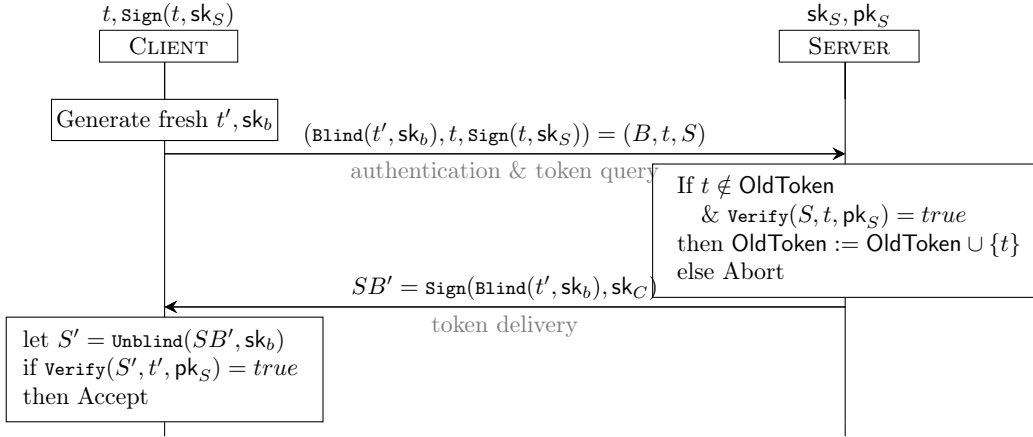 t, Sign(t, sk_S)
sk_S, pk_S
CLIENT
SERVER
Generate fresh t′, sk_b
(Blind(t′, sk_b), t, Sign(t, sk_S)) = (B, t, S)
authentication & token query
If t ∉ OldToken
& Verify(S, t, pk_S) = true
then OldToken := OldToken ∪ {t}
else Abort
SB′ = Sign(Blind(t′, sk_b), sk_C)
token delivery
let S′ = Unblind(SB′, sk_b)
if Verify(S′, t′, pk_S) = true
then Accept